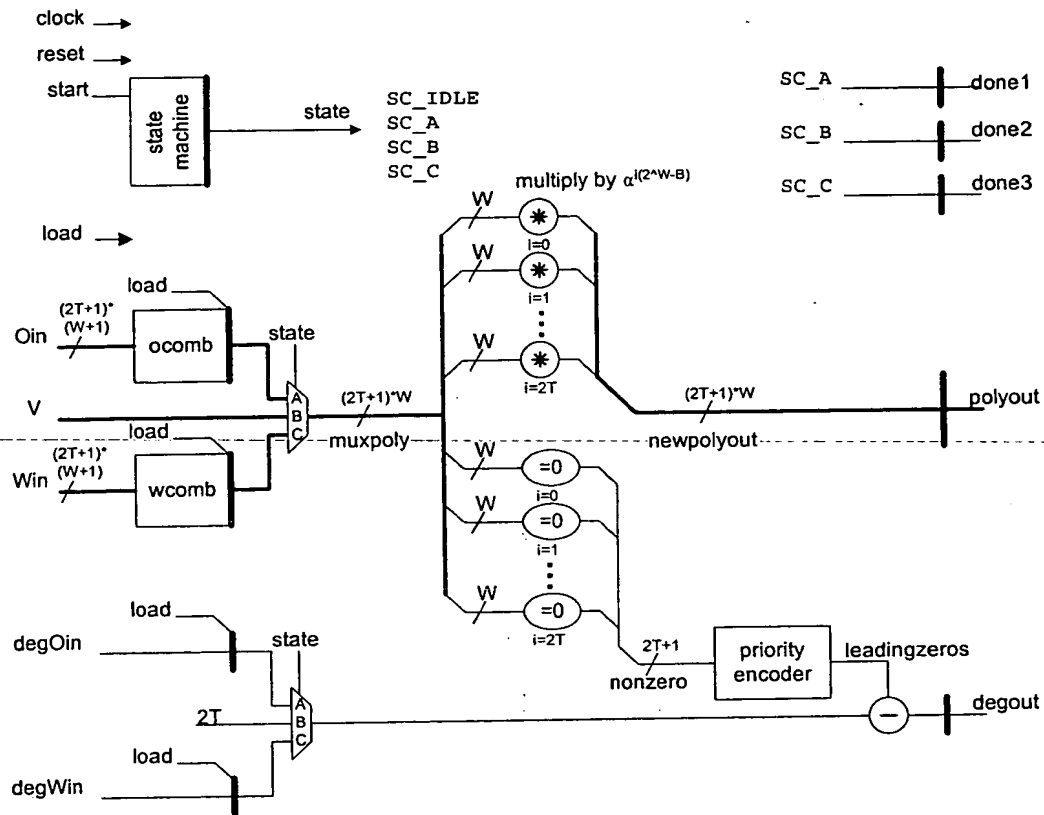 clock
reset
start
state
machine
state
SC_IDLE
SC_A
SC_B
SC_C
SC_A
done1
SC_B
done2
SC_C
done3
multiply by α^i(2^W-B)
W
*
i=0
W
*
i=1
W
*
i=2T
load
load
(2T+1)*
(W+1)
Oin
ocomb
state
A
B
C
V
(2T+1)*W
muxpoly
(2T+1)*W
newpolyout
polyout
load
(2T+1)*
(W+1)
Win
wcomb
W
=0
i=0
W
=0
i=1
W
=0
i=2T
2T+1
nonzero
priority
encoder
leadingzeros
load
degOin
state
A
B
C
2T
−
degout
load
degWin